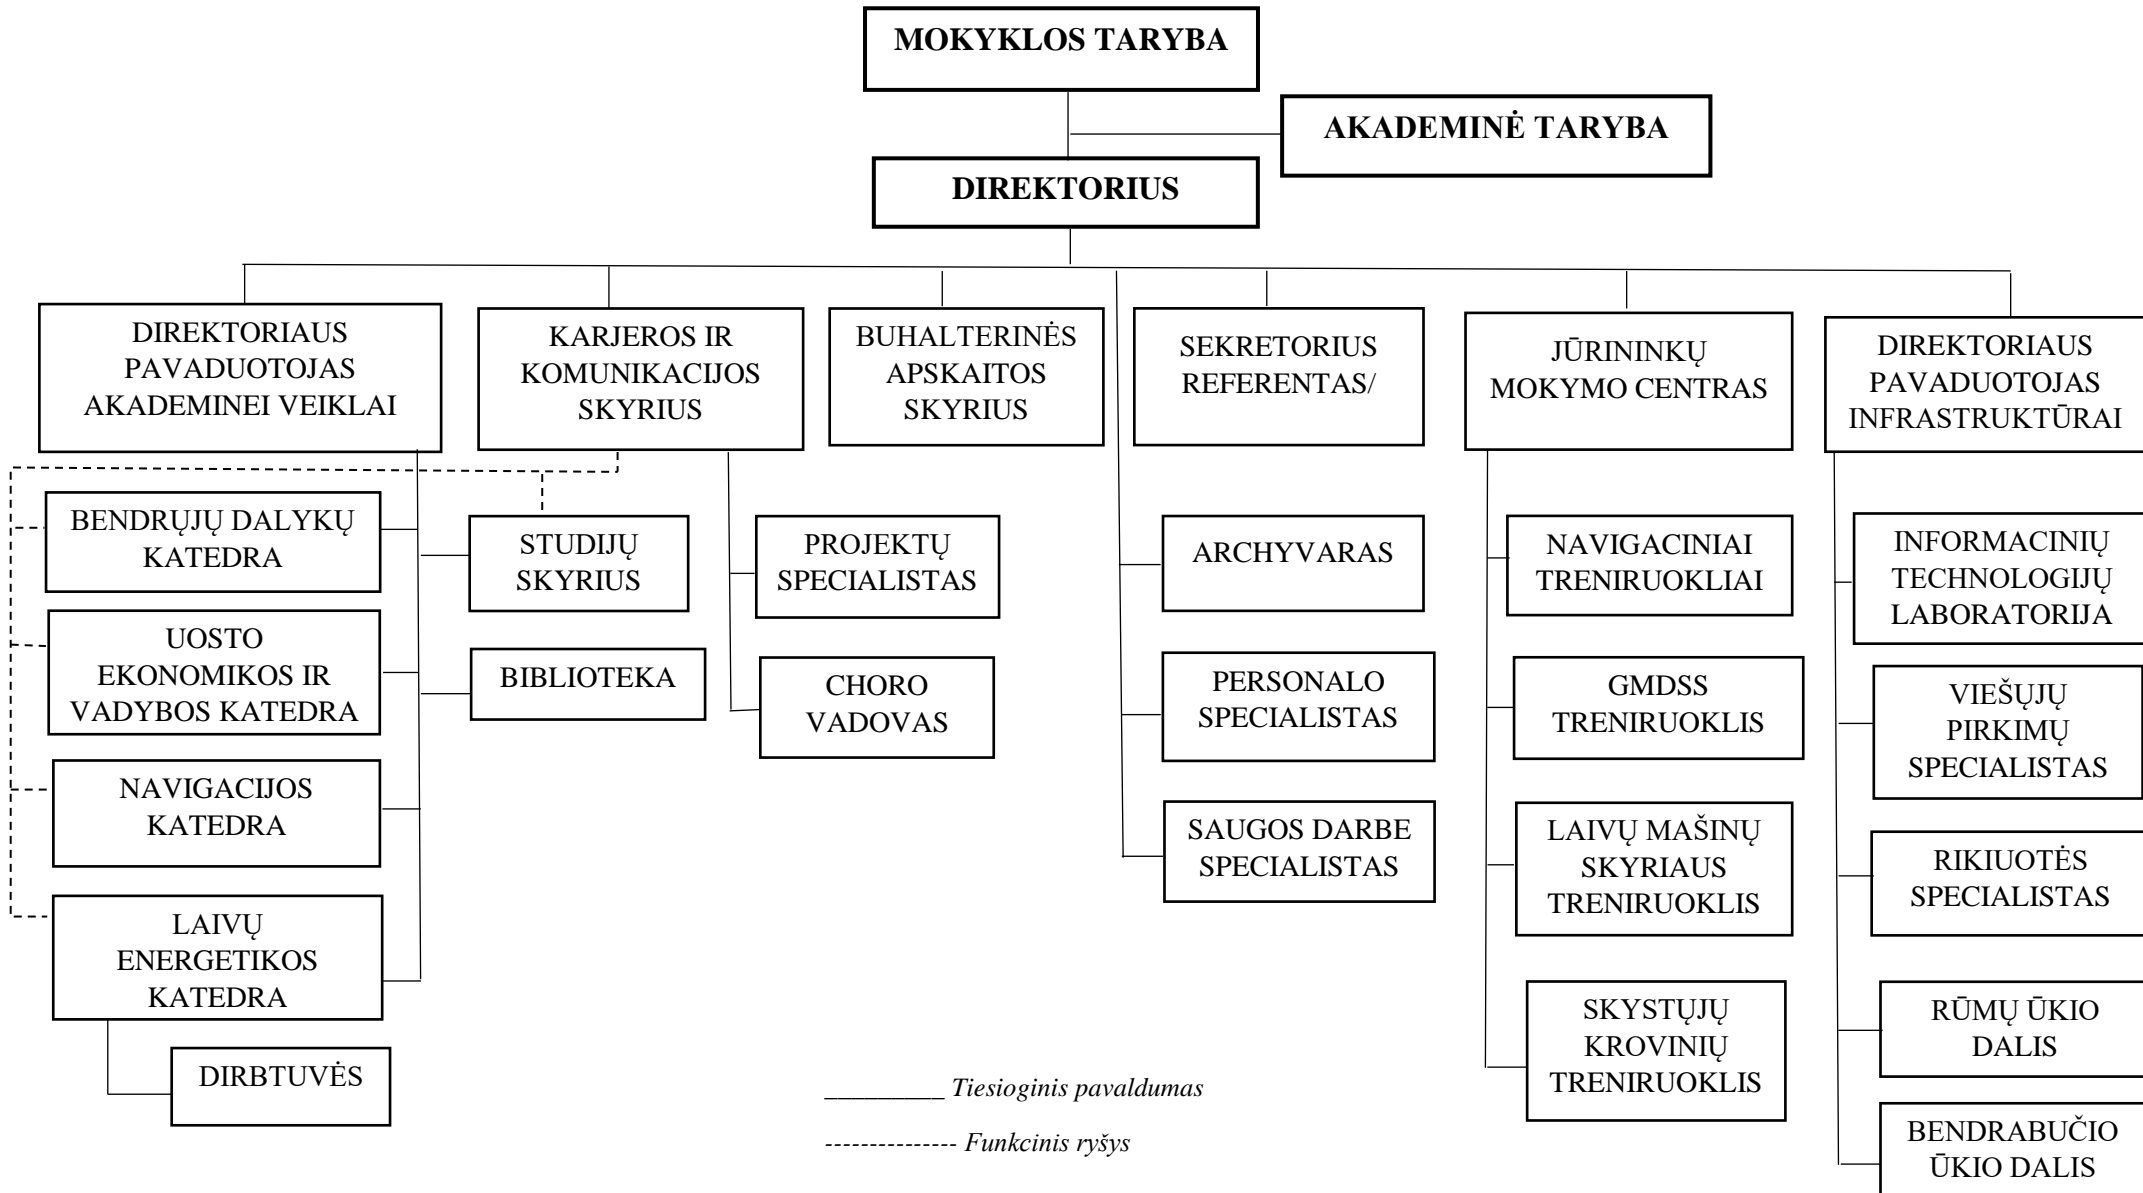 MOKYKLOS TARYBA
AKADEMINĖ TARYBA
DIREKTORIUS
DIREKTORIAUS
PAVADUOTOJAS
AKADEMINEI VEIKLAI
KARJEROS IR
KOMUNIKACIJOS
SKYRIUS
BUHALTERINĖS
APSKAITOS
SKYRIUS
SEKRETORIUS
REFERENTAS/
JŪRININKŲ
MOKYMO CENTRAS
DIREKTORIAUS
PAVADUOTOJAS
INFRASTRUKTŪRAI
BENDRŲJŲ DALYKŲ
KATEDRA
UOSTO
EKONOMIKOS IR
VADYBOS KATEDRA
NAVIGACIJOS
KATEDRA
LAIVŲ
ENERGETIKOS
KATEDRA
DIRBTUVĖS
STUDIJŲ
SKYRIUS
BIBLIOTEKA
PROJEKTŲ
SPECIALISTAS
CHORO
VADOVAS
ARCHYVARAS
PERSONALO
SPECIALISTAS
SAUGOS DARBE
SPECIALISTAS
NAVIGACINIAI
TRENIRUOKLIAI
GMDSS
TRENIRUOKLIS
LAIVŲ MAŠINŲ
SKYRIAUS
TRENIRUOKLIS
SKYSTŲJŲ
KROVINIŲ
TRENIRUOKLIS
INFORMACINIŲ
TECHNOLOGIJŲ
LABORATORIJA
VIEŠŲJŲ
PIRKIMŲ
SPECIALISTAS
RIKIUOTĖS
SPECIALISTAS
RŪMŲ ŪKIO
DALIS
BENDRABUČIO
ŪKIO DALIS
_________ Tiesioginis pavaldumas
--------------- Funkcinis ryšys